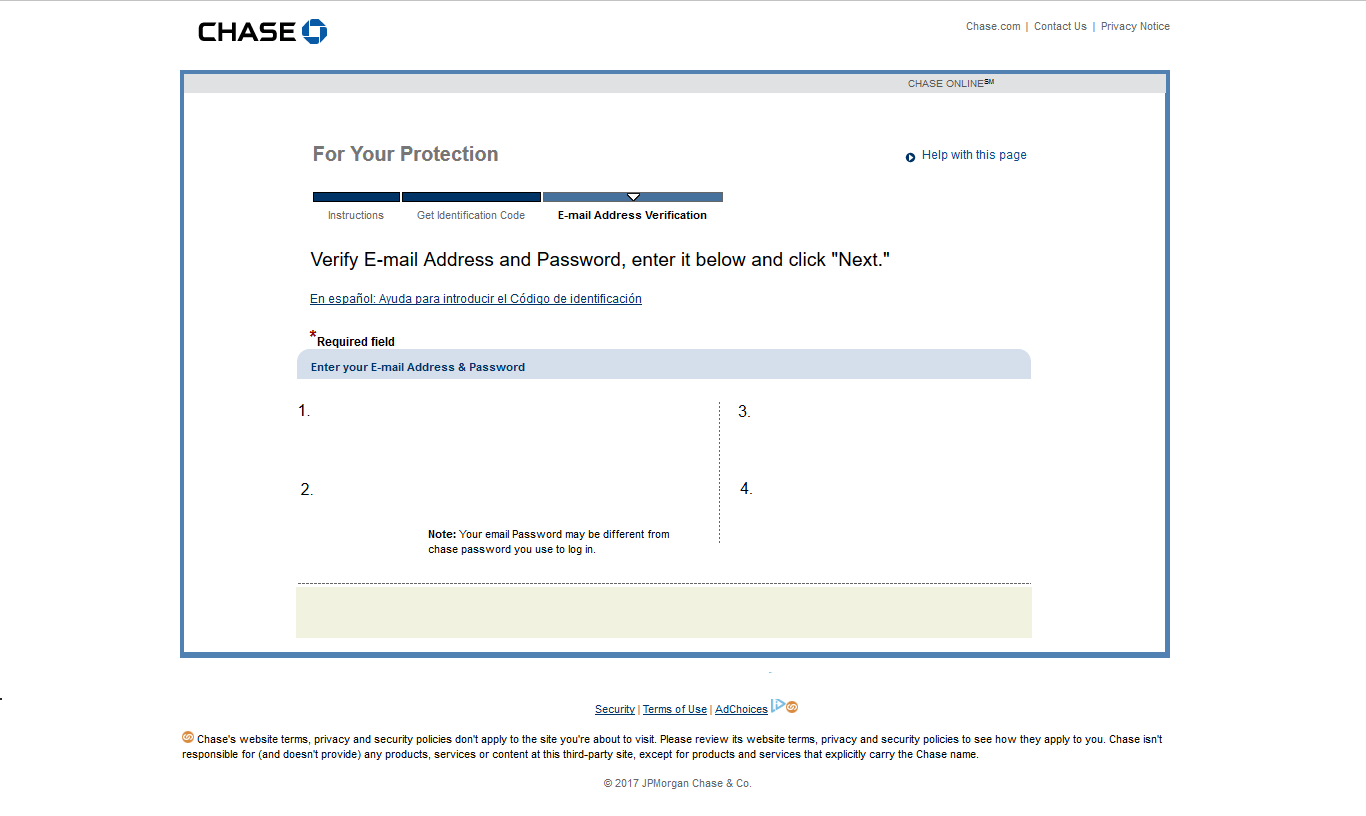 CHASE
Chase.com | Contact Us | Privacy Notice
CHASE ONLINE℠
For Your Protection
Help with this page
Instructions
Get Identification Code
E-mail Address Verification
Verify E-mail Address and Password, enter it below and click "Next."
En español: Ayuda para introducir el Código de identificación
*Required field
Enter your E-mail Address & Password
1.
3.
2.
4.
Note: Your email Password may be different from
chase password you use to log in.
Security | Terms of Use | AdChoices
Chase's website terms, privacy and security policies don't apply to the site you're about to visit. Please review its website terms, privacy and security policies to see how they apply to you. Chase isn't
responsible for (and doesn't provide) any products, services or content at this third-party site, except for products and services that explicitly carry the Chase name.
© 2017 JPMorgan Chase & Co.